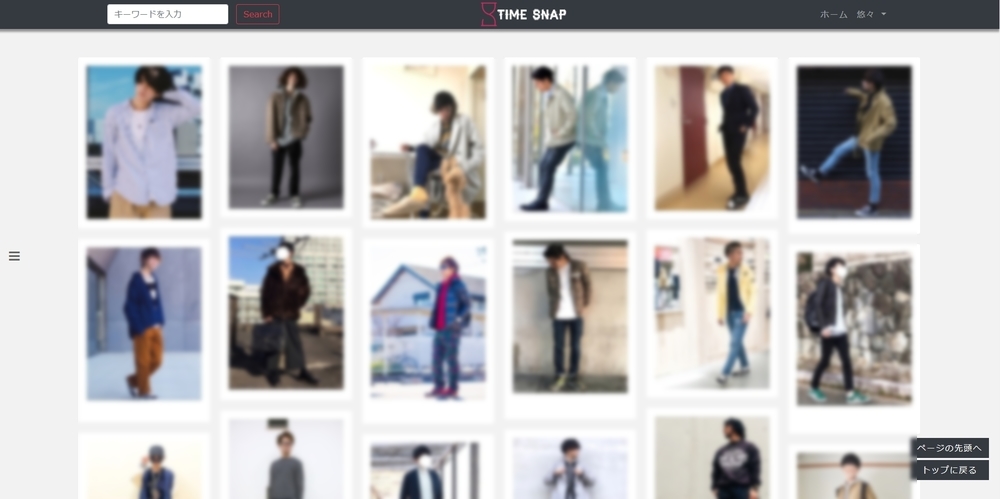 キーワードを入力
Search
TIME SNAP
ホーム 悠々
ページの先頭へ
トップに戻る